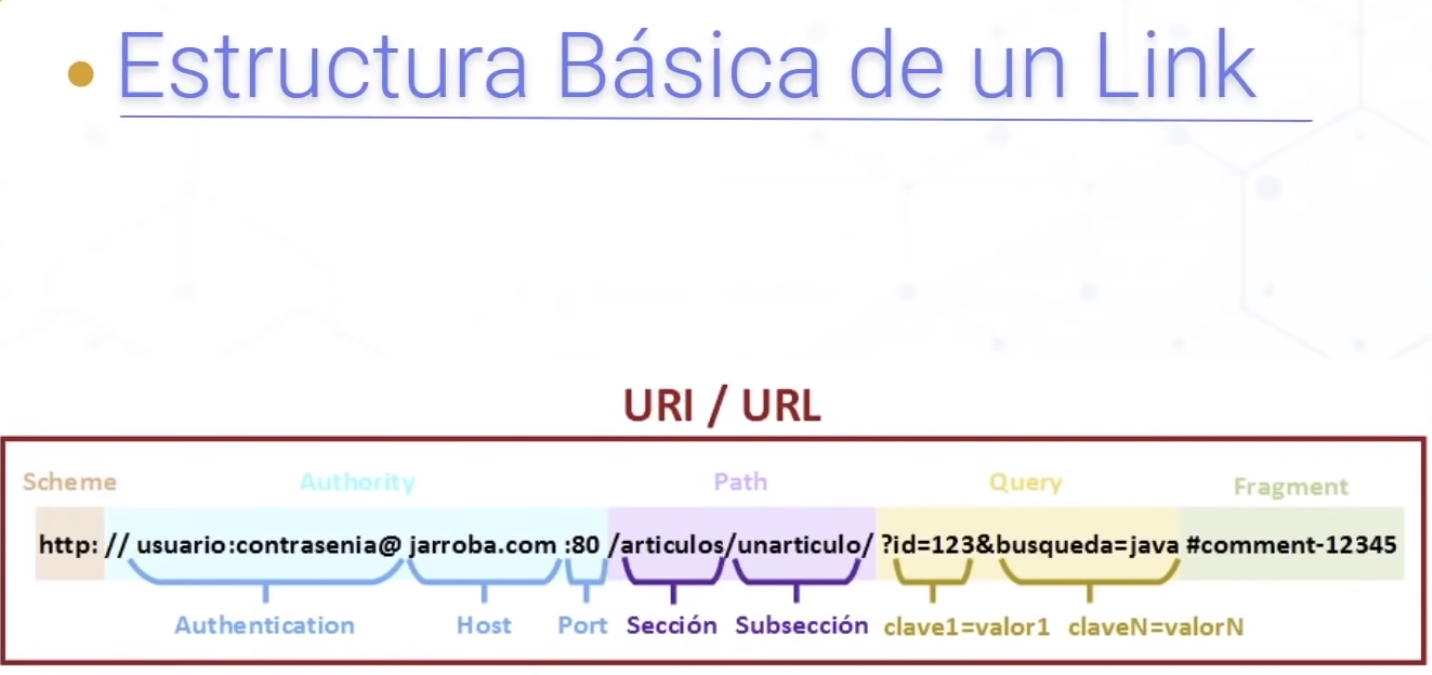 • Estructura Básica de un Link
URI / URL
Scheme Authority Path Query Fragment
http: // usuario:contrasenia@ jarroba.com :80 /articulos/unarticulo/ ?id=123&busqueda=java #comment-12345
Authentication Host Port Sección Subsección clave1=valor1 claveN=valorN